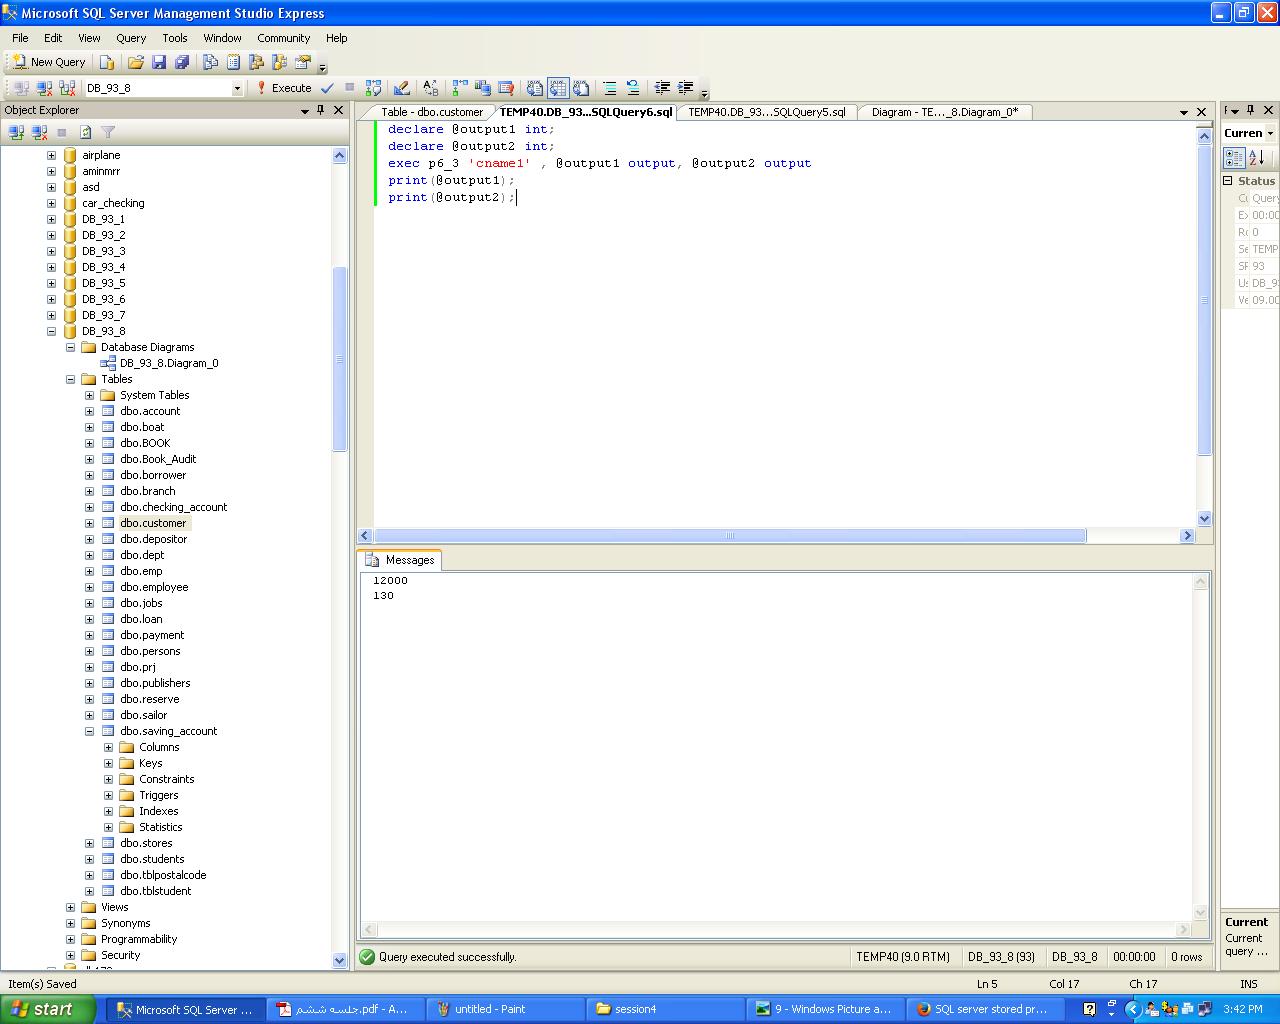 Microsoft SQL Server Management Studio Express
File Edit View Query Tools Window Community Help
New Query
DB_93_8 Execute
Object Explorer
airplane
aminmrr
asd
car_checking
DB_93_1
DB_93_2
DB_93_3
DB_93_4
DB_93_5
DB_93_6
DB_93_7
DB_93_8
Database Diagrams
DB_93_8.Diagram_0
Tables
System Tables
dbo.account
dbo.boat
dbo.BOOK
dbo.Book_Audit
dbo.borrower
dbo.branch
dbo.checking_account
dbo.customer
dbo.depositor
dbo.dept
dbo.emp
dbo.employee
dbo.jobs
dbo.loan
dbo.payment
dbo.persons
dbo.prj
dbo.publishers
dbo.reserve
dbo.sailor
dbo.saving_account
Columns
Keys
Constraints
Triggers
Indexes
Statistics
dbo.stores
dbo.students
dbo.tblpostalcode
dbo.tblstudent
Views
Synonyms
Programmability
Security
Table - dbo.customer TEMP40.DB_93...SQLQuery6.sql TEMP40.DB_93...SQLQuery5.sql Diagram - TE..._8.Diagram_0*
declare @output1 int;
declare @output2 int;
exec p6_3 'cname1' , @output1 output, @output2 output
print(@output1);
print(@output2);
Messages
12000
130
Query executed successfully. TEMP40 (9.0 RTM) DB_93_8 (93) DB_93_8 00:00:00 0 rows
Curren
Status
Query
00:00
0
TEMP
93
DB_9
09.00
Current
Current
query ...
Item(s) Saved Ln 5 Col 17 Ch 17 INS
start Microsoft SQL Server ... جلسه ششم.pdf - A... untitled - Paint session4 9 - Windows Picture a... SQL server stored pr... 3:42 PM